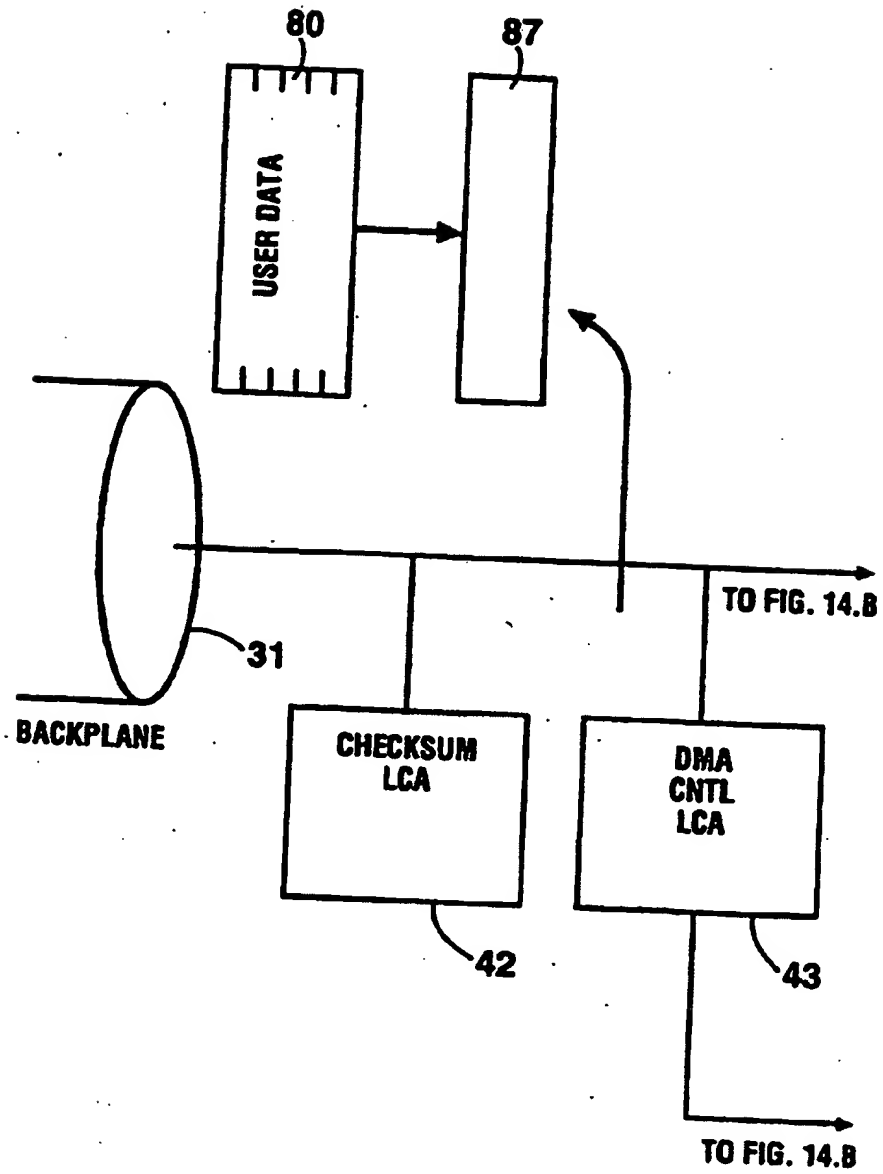 80
87
USER DATA
TO FIG. 14.B
31
BACKPLANE
CHECKSUM
LCA
DMA
CNTL
LCA
42
43
TO FIG. 14.B